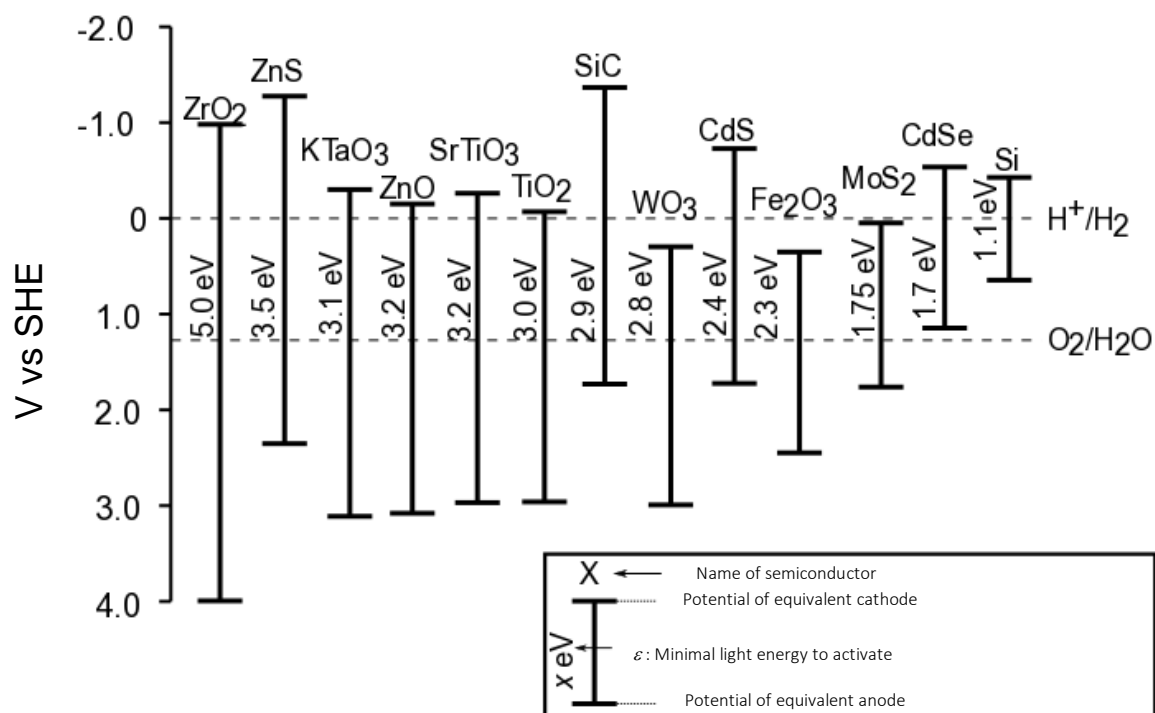 V vs SHE
-2.0
-1.0
0
1.0
2.0
3.0
4.0
ZrO2
5.0 eV
ZnS
3.5 eV
KTaO3
3.1 eV
ZnO
3.2 eV
SrTiO3
3.2 eV
TiO2
3.0 eV
SiC
2.9 eV
WO3
2.8 eV
CdS
2.4 eV
Fe2O3
2.3 eV
MoS2
1.75 eV
CdSe
1.7 eV
Si
1.1 eV
H+/H2
O2/H2O
X
Name of semiconductor
Potential of equivalent cathode
x eV
ε : Minimal light energy to activate
Potential of equivalent anode